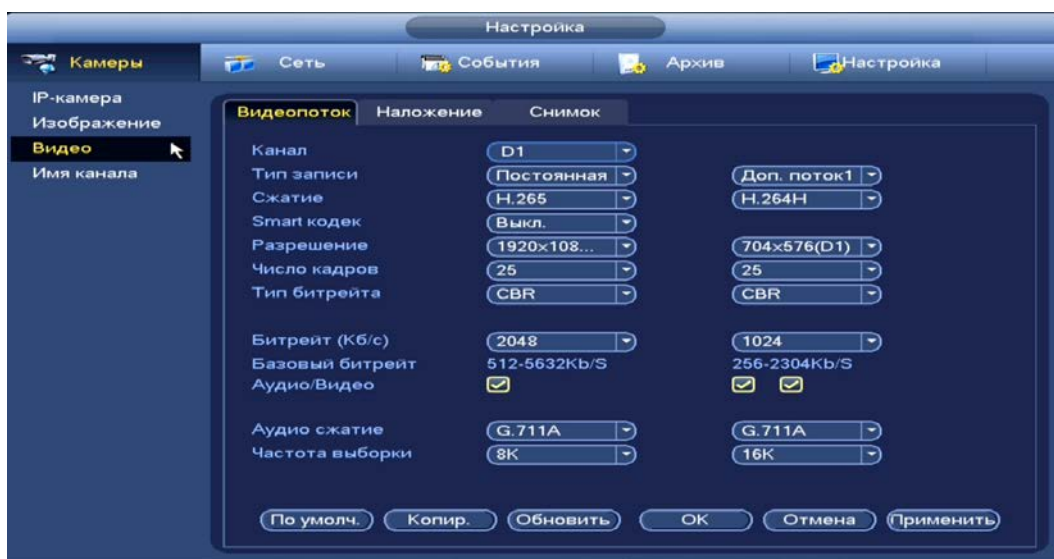 Настройка
Камеры Сеть События Архив Настройка
IP-камера
Изображение
Видео
Имя канала
Видеопоток Наложение Снимок
Канал D1
Тип записи Постоянная Доп. поток1
Сжатие H.265 H.264H
Smart кодек Выкл.
Разрешение 1920x108... 704x576(D1)
Число кадров 25 25
Тип битрейта CBR CBR
Битрейт (Кб/с) 2048 1024
Базовый битрейт 512-5632Kb/S 256-2304Kb/S
Аудио/Видео
Аудио сжатие G.711A G.711A
Частота выборки 8K 16K
По умолч. Копир. Обновить OK Отмена Применить